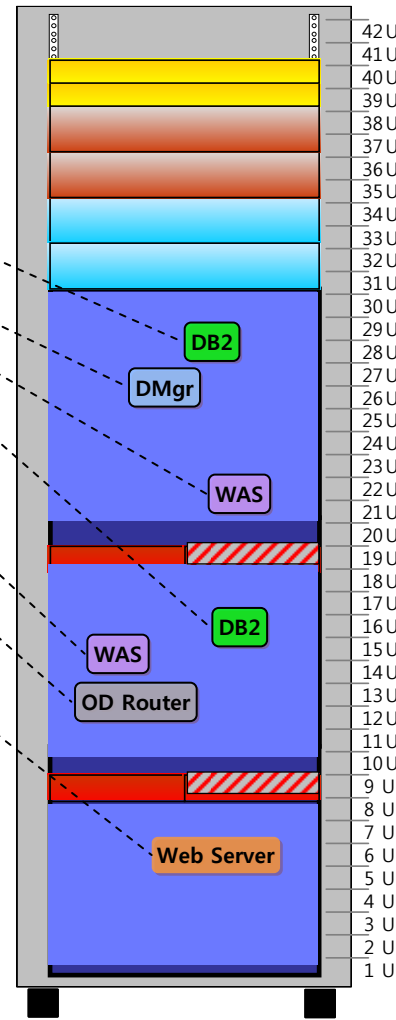 42 U
41 U
40 U
39 U
38 U
37 U
36 U
35 U
34 U
33 U
32 U
31 U
30 U
29 U
DB2
28 U
DMgr
27 U
26 U
25 U
24 U
23 U
22 U
WAS
21 U
20 U
19 U
18 U
17 U
16 U
DB2
15 U
WAS
14 U
13 U
OD Router
12 U
11 U
10 U
9 U
8 U
7 U
6 U
Web Server
5 U
4 U
3 U
2 U
1 U